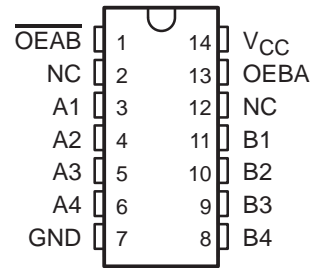 O̅E̅A̅B̅ 1 14 VCC
NC 2 13 OEBA
A1 3 12 NC
A2 4 11 B1
A3 5 10 B2
A4 6 9 B3
GND 7 8 B4